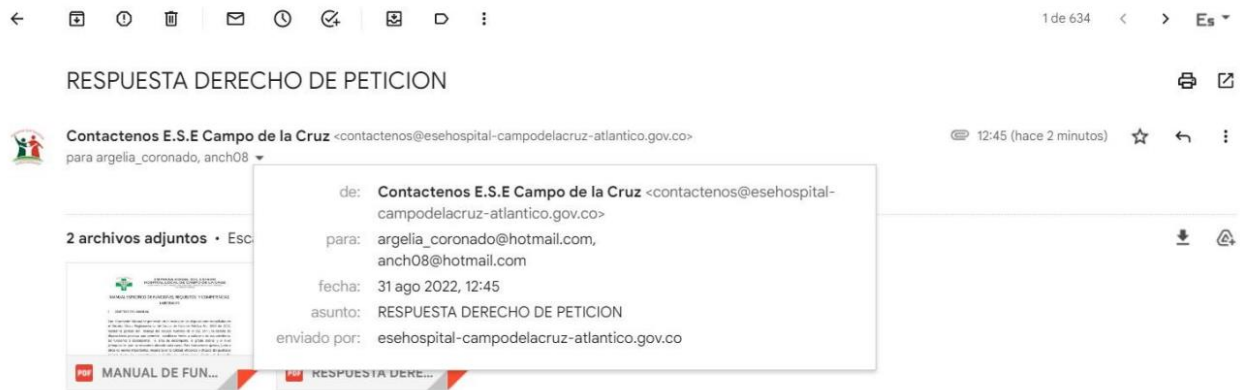 1 de 634
Es
RESPUESTA DERECHO DE PETICION
Contactenos E.S.E Campo de la Cruz <contactenos@esehospital-campodelacruz-atlantico.gov.co>
12:45 (hace 2 minutos)
para argelia_coronado, anch08
de: Contactenos E.S.E Campo de la Cruz <contactenos@esehospital-
campodelacruz-atlantico.gov.co>
para: argelia_coronado@hotmail.com,
anch08@hotmail.com
fecha: 31 ago 2022, 12:45
asunto: RESPUESTA DERECHO DE PETICION
enviado por: esehospital-campodelacruz-atlantico.gov.co
2 archivos adjuntos • Esc
PDF MANUAL DE FUN...
PDF RESPUESTA DERE...